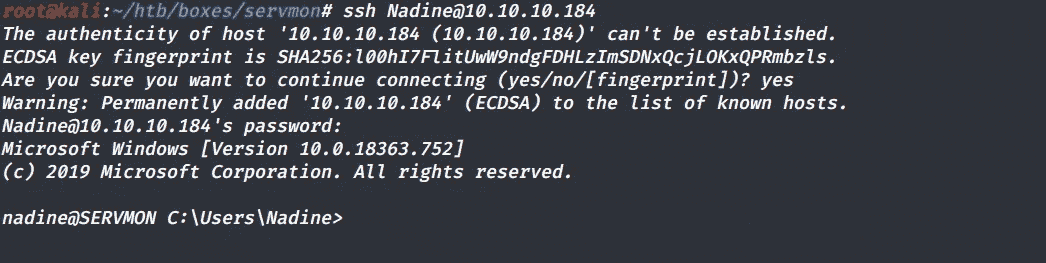 root@kali:~/htb/boxes/servmon# ssh Nadine@10.10.10.184
The authenticity of host '10.10.10.184 (10.10.10.184)' can't be established.
ECDSA key fingerprint is SHA256:l00hI7FlitUwW9ndgFDHLzImSDNxQcjLOKxQPRmbzls.
Are you sure you want to continue connecting (yes/no/[fingerprint])? yes
Warning: Permanently added '10.10.10.184' (ECDSA) to the list of known hosts.
Nadine@10.10.10.184's password:
Microsoft Windows [Version 10.0.18363.752]
(c) 2019 Microsoft Corporation. All rights reserved.
nadine@SERVMON C:\Users\Nadine>